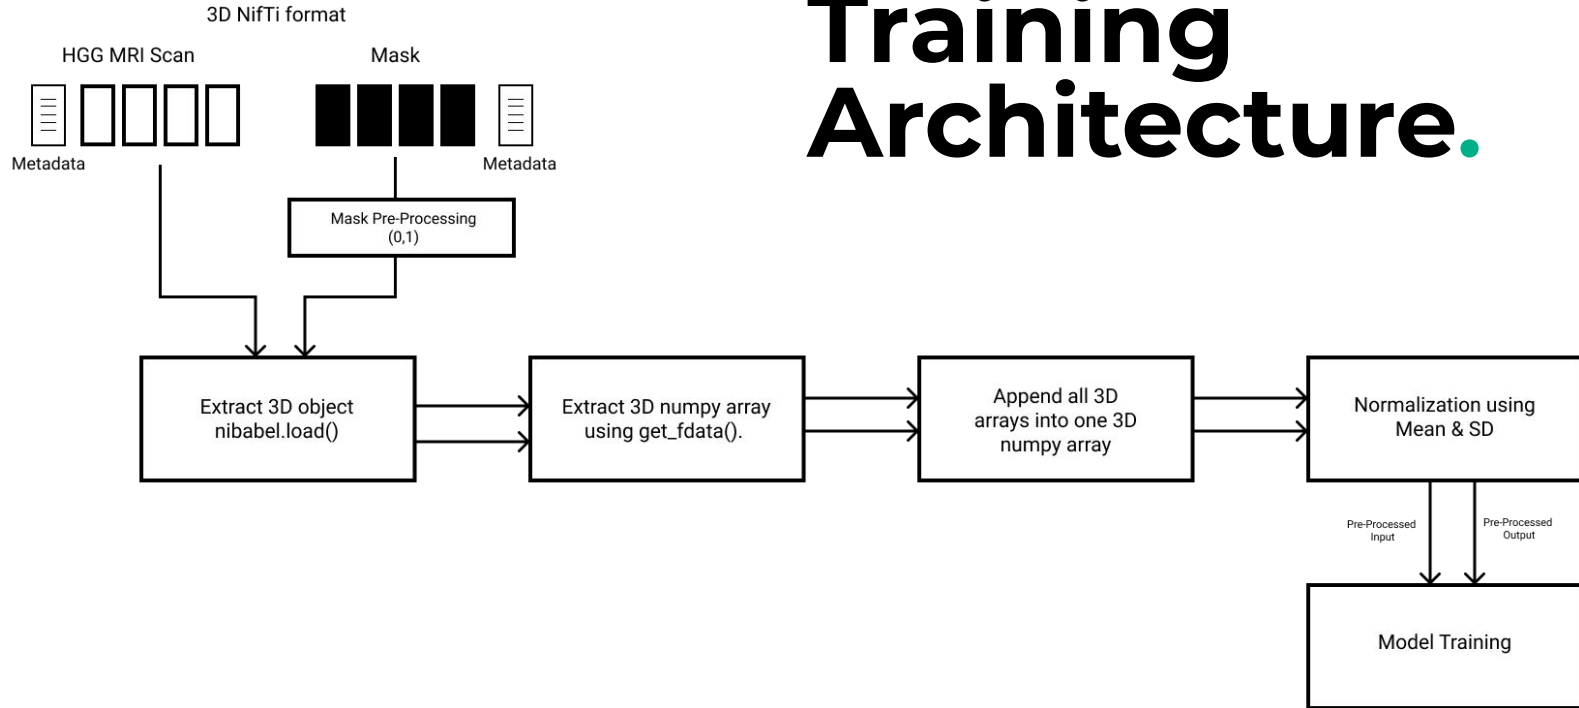 3D NifTi format
Training
Architecture.
HGG MRI Scan
Mask
Metadata
Metadata
Mask Pre-Processing
(0,1)
Extract 3D object
nibabel.load()
Extract 3D numpy array
using get_fdata().
Append all 3D
arrays into one 3D
numpy array
Normalization using
Mean & SD
Pre-Processed
Input
Pre-Processed
Output
Model Training